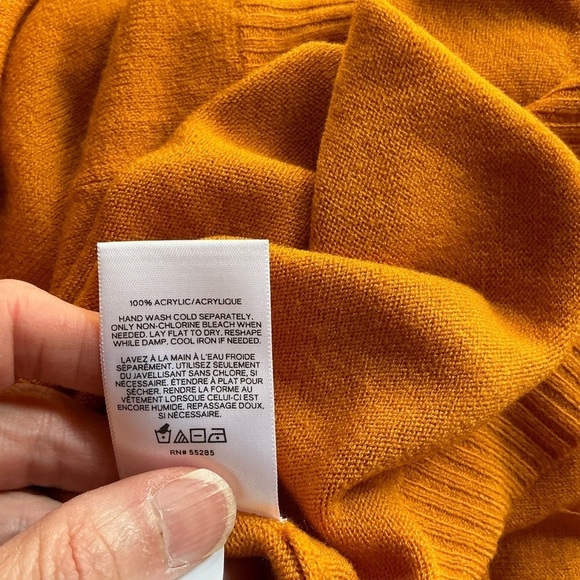 100% ACRYLIC/ACRYLIQUE
HAND WASH COLD SEPARATELY.
ONLY NON-CHLORINE BLEACH WHEN
NEEDED. LAY FLAT TO DRY. RESHAPE
WHILE DAMP. COOL IRON IF NEEDED.
LAVEZ À LA MAIN À L'EAU FROIDE
SÉPARÉMENT. UTILISEZ SEULEMENT
DU JAVELLISANT SANS CHLORE, SI
NÉCESSAIRE. ÉTENDRE À PLAT POUR
SÉCHER. RENDRE LA FORME AU
VÊTEMENT LORSQUE CELUI-CI EST
ENCORE HUMIDE. REPASSAGE DOUX,
SI NÉCESSAIRE.
RN# 55285